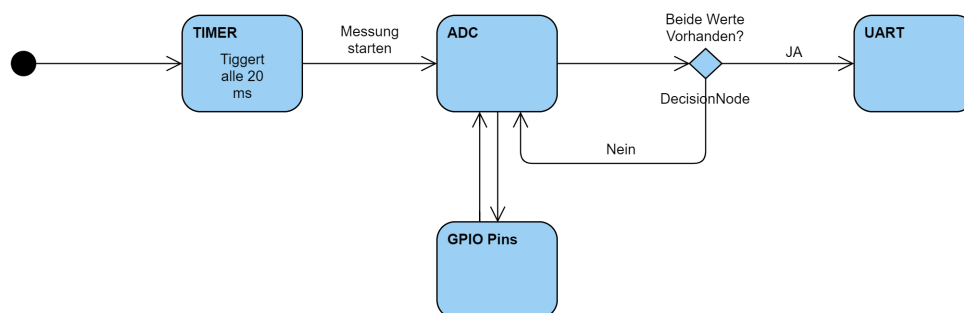 TIMER
Tiggert
alle 20
ms
Messung
starten
ADC
Beide Werte
Vorhanden?
DecisionNode
JA
UART
Nein
GPIO Pins